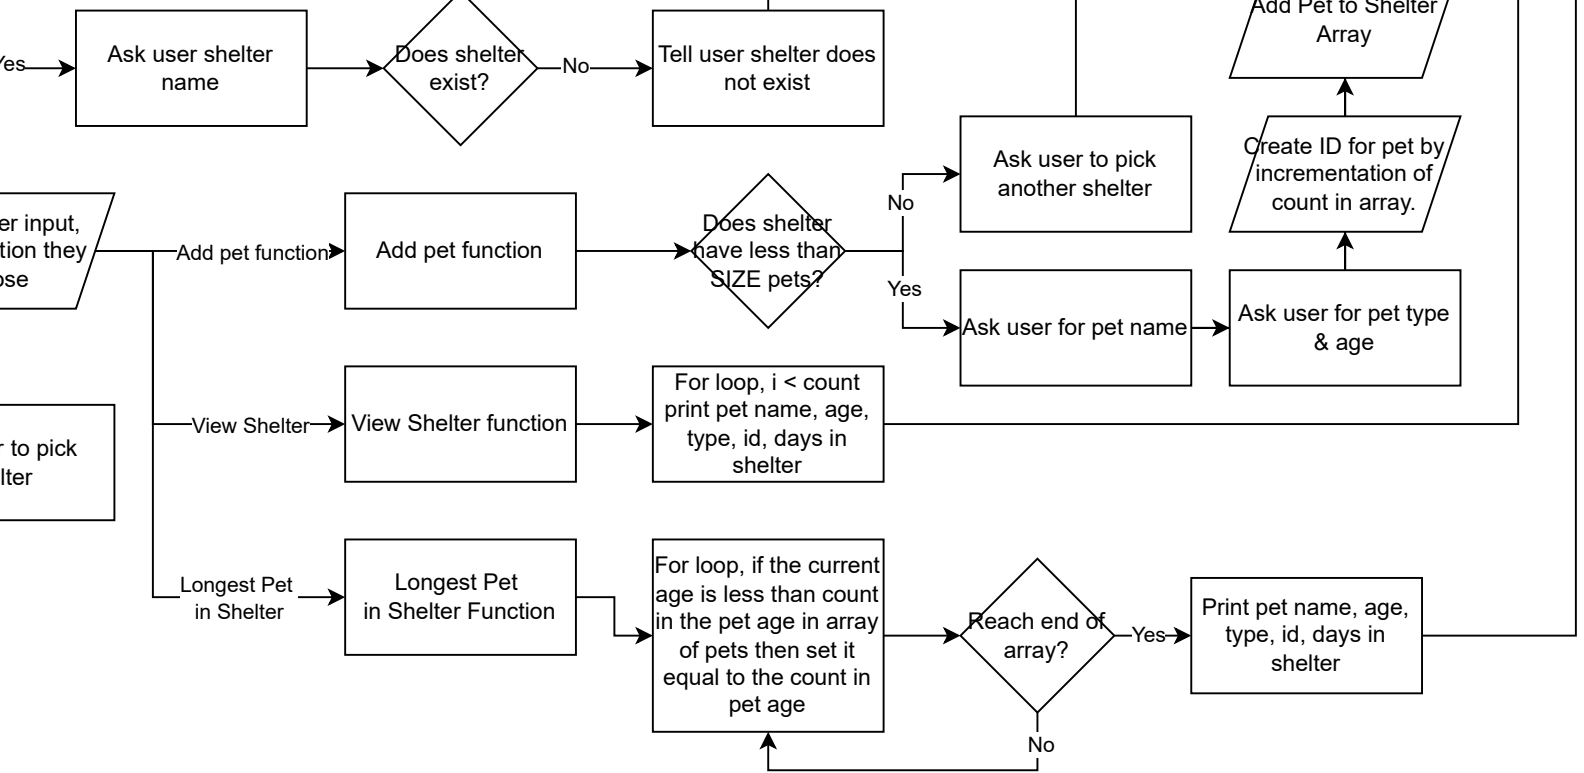 Yes
Ask user shelter
name
Does shelter
exist?
No
Tell user shelter does
not exist
Add Pet to Shelter
Array
Create ID for pet by
incrementation of
count in array.
Ask user to pick
another shelter
No
er input,
tion they
ose
Add pet function
Add pet function
Does shelter
have less than
SIZE pets?
Yes
Ask user for pet name
Ask user for pet type
& age
View Shelter
View Shelter function
For loop, i < count
print pet name, age,
type, id, days in
shelter
r to pick
lter
Longest Pet
in Shelter
Longest Pet
in Shelter Function
For loop, if the current
age is less than count
in the pet age in array
of pets then set it
equal to the count in
pet age
Reach end of
array?
Yes
Print pet name, age,
type, id, days in
shelter
No